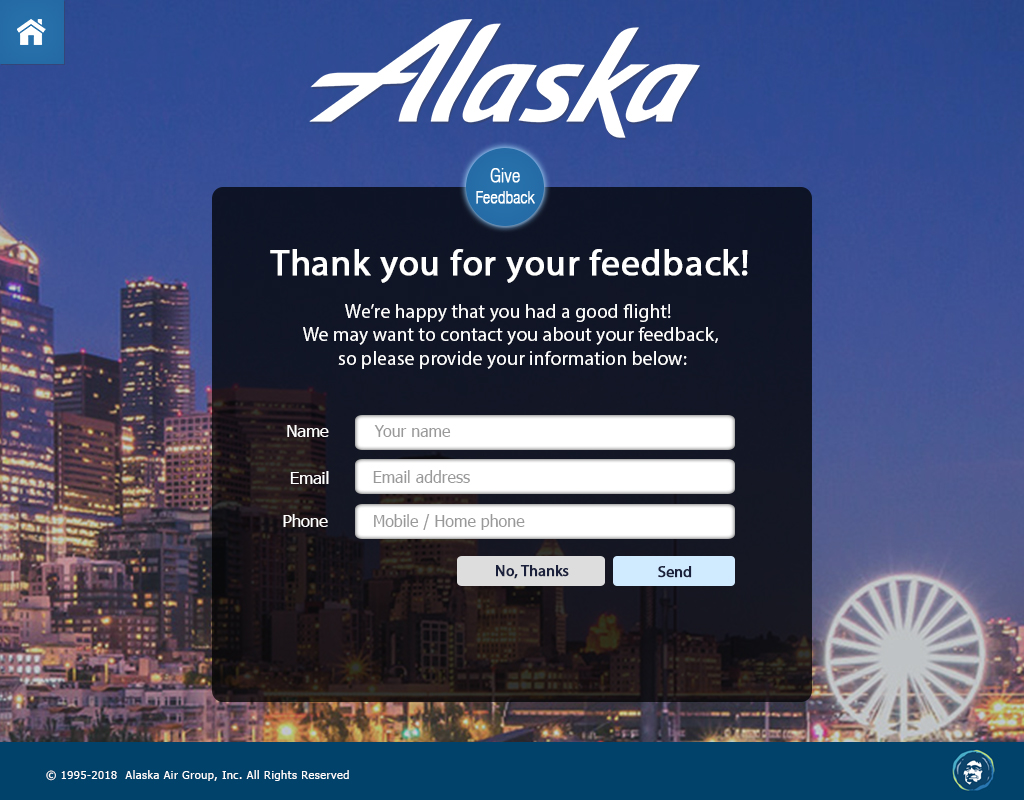 Alaska
Give
Feedback
Thank you for your feedback!
We’re happy that you had a good flight!
We may want to contact you about your feedback,
so please provide your information below:
Name
Your name
Email
Email address
Phone
Mobile / Home phone
No, Thanks
Send
© 1995-2018 Alaska Air Group, Inc. All Rights Reserved